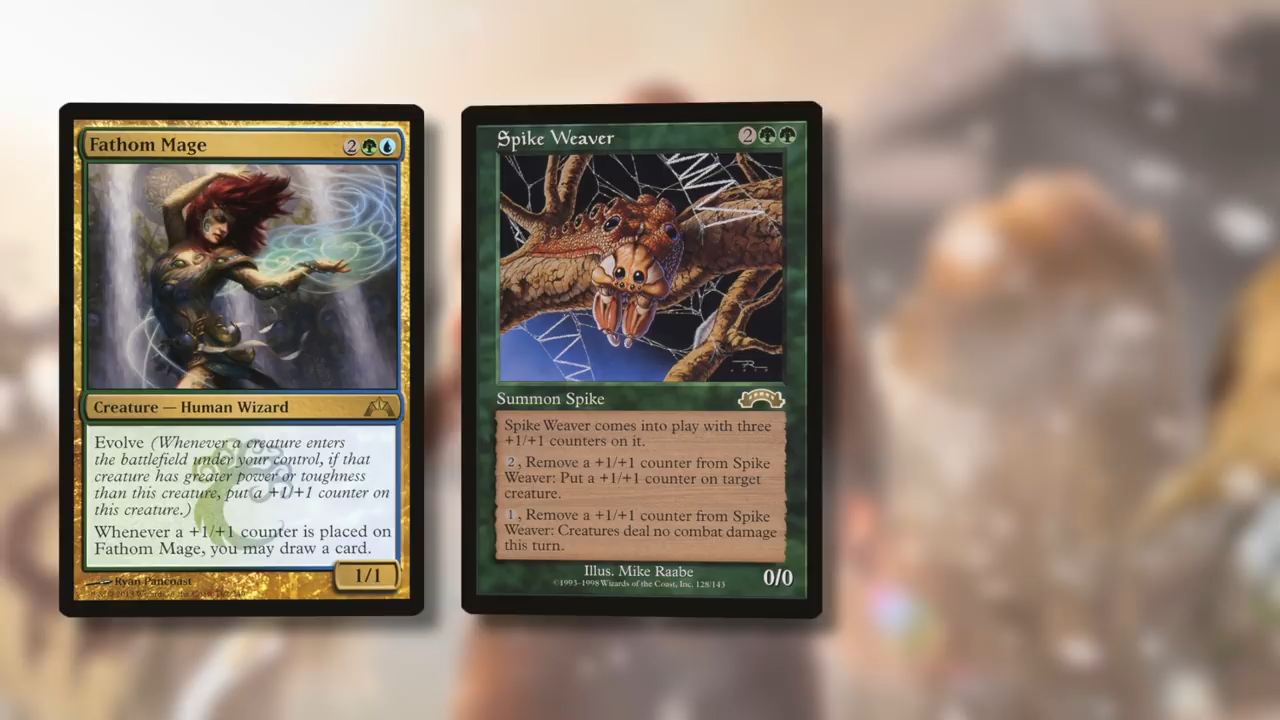 Fathom Mage
2
Creature — Human Wizard
Evolve (Whenever a creature enters
the battlefield under your control, if that
creature has greater power or toughness
than this creature, put a +1/+1 counter on
this creature.)
Whenever a +1/+1 counter is placed on
Fathom Mage, you may draw a card.
Ryan Pancoast
1/1
Spike Weaver
2
Summon Spike
Spike Weaver comes into play with three
+1/+1 counters on it.
2, Remove a +1/+1 counter from Spike
Weaver: Put a +1/+1 counter on target
creature.
1, Remove a +1/+1 counter from Spike
Weaver: Creatures deal no combat damage
this turn.
Illus. Mike Raabe
©1993-1998 Wizards of the Coast, Inc. 128/143
0/0